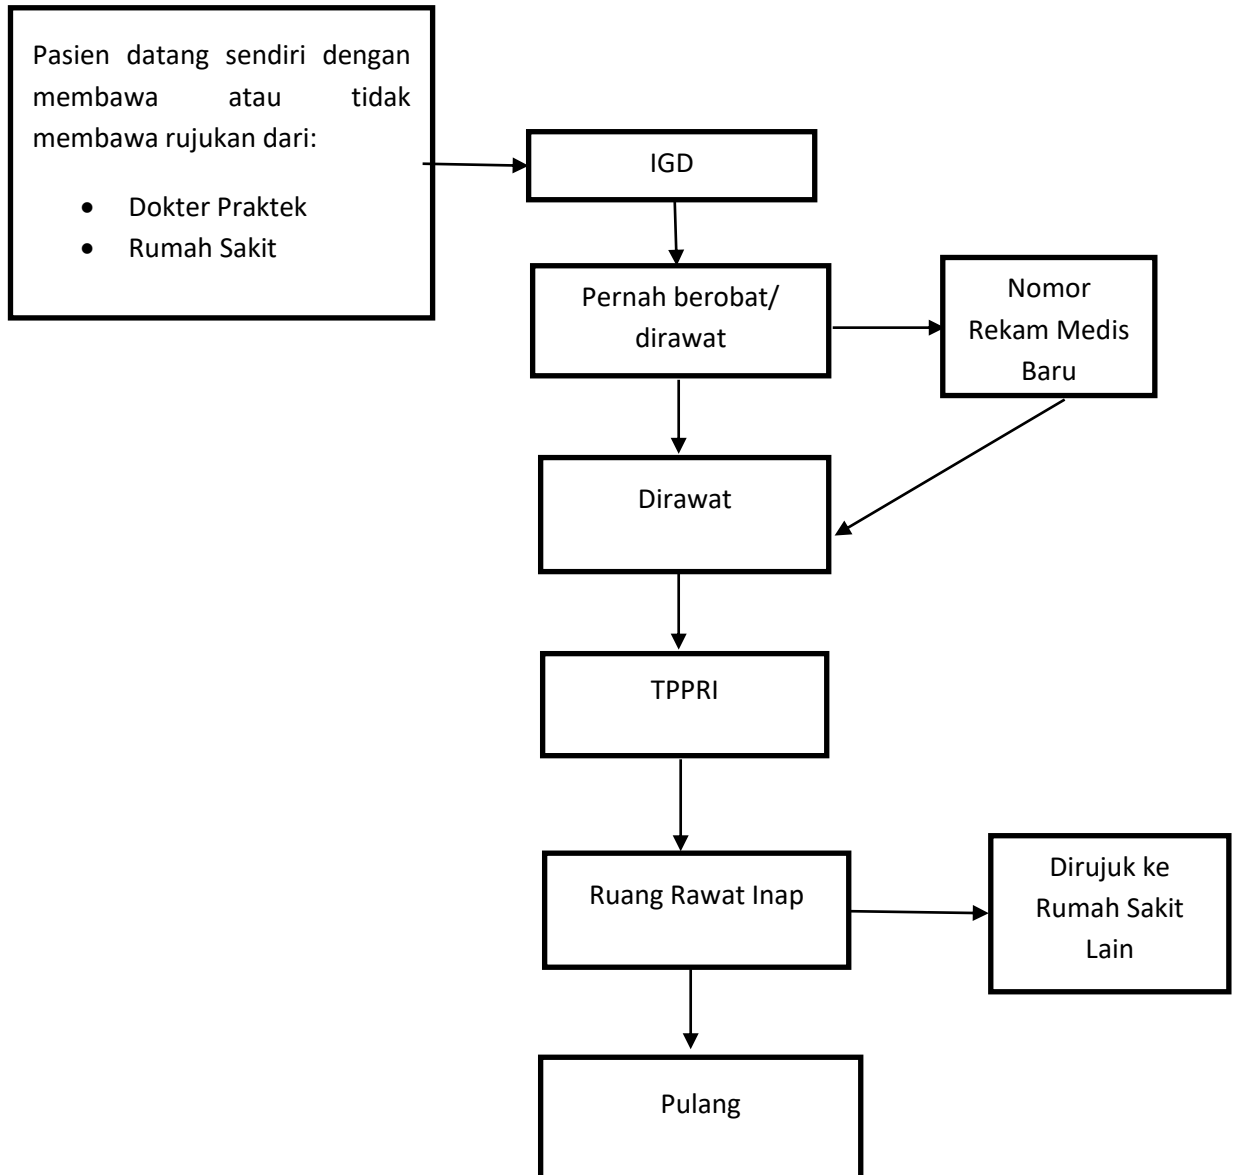 Pasien datang sendiri dengan
membawa atau tidak
membawa rujukan dari:
• Dokter Praktek
• Rumah Sakit
IGD
Pernah berobat/
dirawat
Nomor
Rekam Medis
Baru
Dirawat
TPPRI
Ruang Rawat Inap
Dirujuk ke
Rumah Sakit
Lain
Pulang